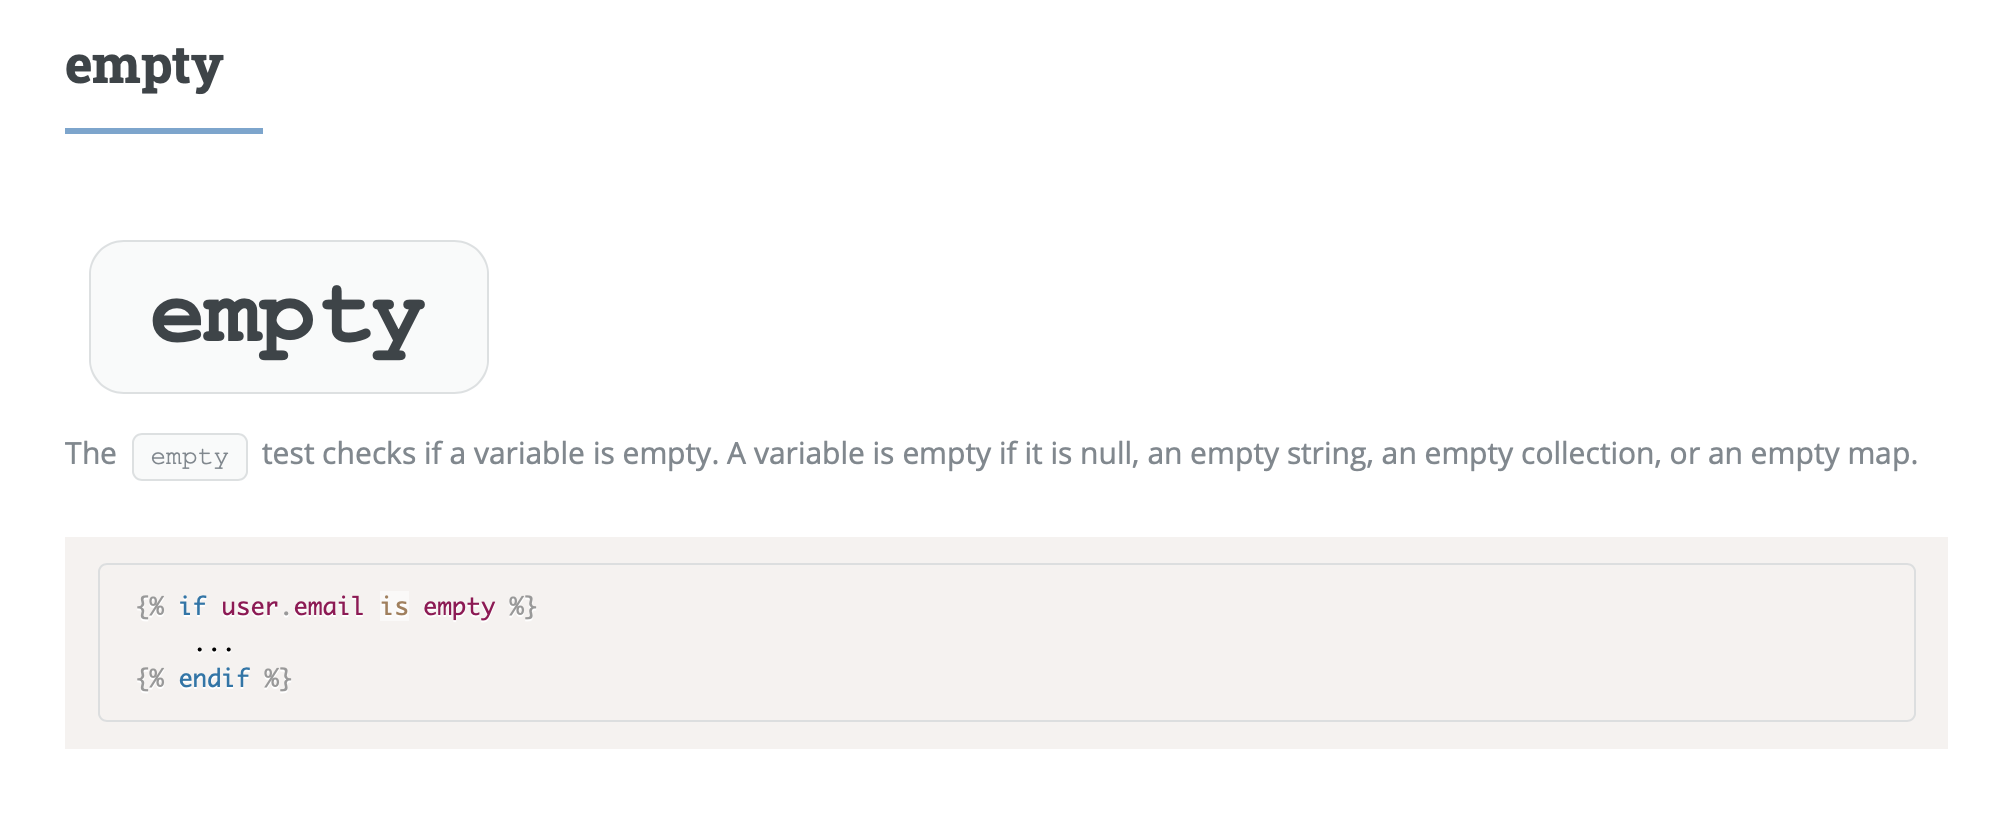 empty
empty
The empty test checks if a variable is empty. A variable is empty if it is null, an empty string, an empty collection, or an empty map.
{% if user.email is empty %}
    ...
{% endif %}